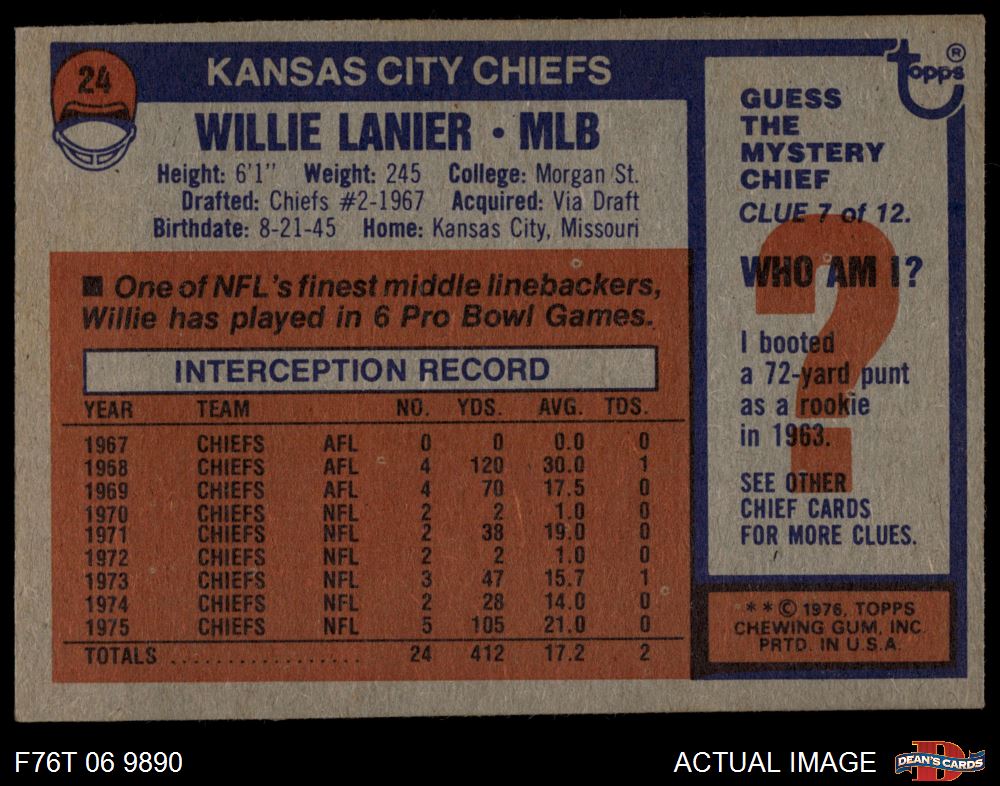 24
KANSAS CITY CHIEFS
WILLIE LANIER • MLB
Height: 6'1" Weight: 245 College: Morgan St.
Drafted: Chiefs #2-1967 Acquired: Via Draft
Birthdate: 8-21-45 Home: Kansas City, Missouri
■ One of NFL's finest middle linebackers,
Willie has played in 6 Pro Bowl Games.
INTERCEPTION RECORD
YEAR TEAM NO. YDS. AVG. TDS.
1967 CHIEFS AFL 0 0 0.0 0
1968 CHIEFS AFL 4 120 30.0 1
1969 CHIEFS AFL 4 70 17.5 0
1970 CHIEFS NFL 2 2 1.0 0
1971 CHIEFS NFL 2 38 19.0 0
1972 CHIEFS NFL 2 2 1.0 0
1973 CHIEFS NFL 3 47 15.7 1
1974 CHIEFS NFL 2 28 14.0 0
1975 CHIEFS NFL 5 105 21.0 0
TOTALS .................. 24 412 17.2 2
topps ®
GUESS
THE
MYSTERY
CHIEF
CLUE 7 of 12.
?
WHO AM I?
I booted
a 72-yard punt
as a rookie
in 1963.
SEE OTHER
CHIEF CARDS
FOR MORE CLUES.
* * © 1976, TOPPS
CHEWING GUM, INC.
PRTD. IN U.S.A.
F76T 06 9890
ACTUAL IMAGE
D
DEAN'S CARDS